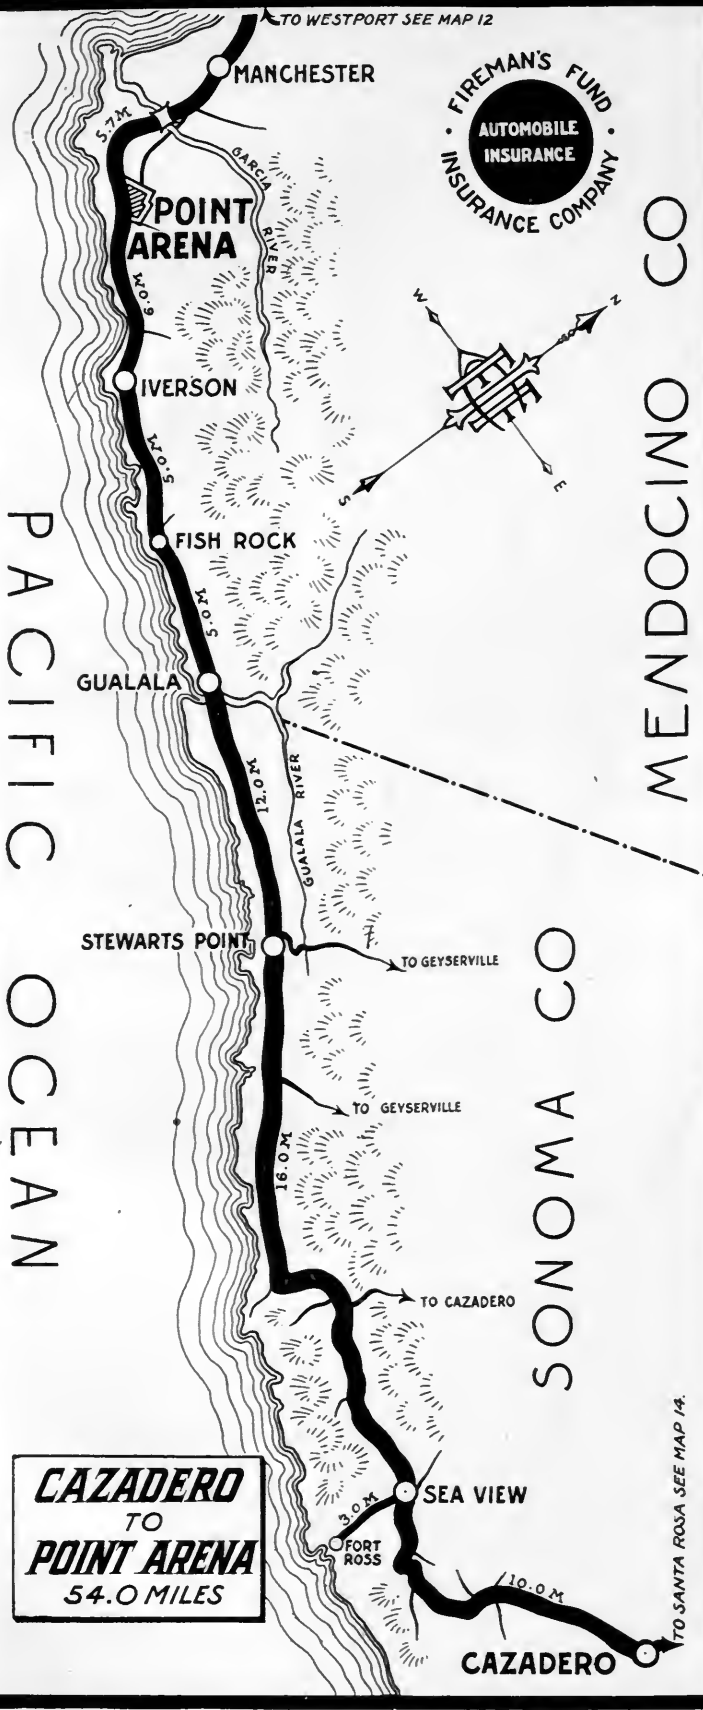 TO WESTPORT SEE MAP 12
MANCHESTER
FIREMAN'S FUND
INSURANCE COMPANY
AUTOMOBILE
INSURANCE
5.7 M
GARCIA
RIVER
POINT
ARENA
MENDOCINO CO
6.0M
W
N
S
E
IVERSON
5.0M
FISH ROCK
5.0 M
PACIFIC OCEAN
GUALALA
12.0 M
GUALALA RIVER
STEWARTS POINT
TO GEYSERVILLE
SONOMA CO
TO GEYSERVILLE
16.0 M
TO CAZADERO
TO SANTA ROSA SEE MAP 14.
SEA VIEW
3.0 M
FORT
ROSS
10.0 M
CAZADERO
CAZADERO
TO
POINT ARENA
54.0 MILES